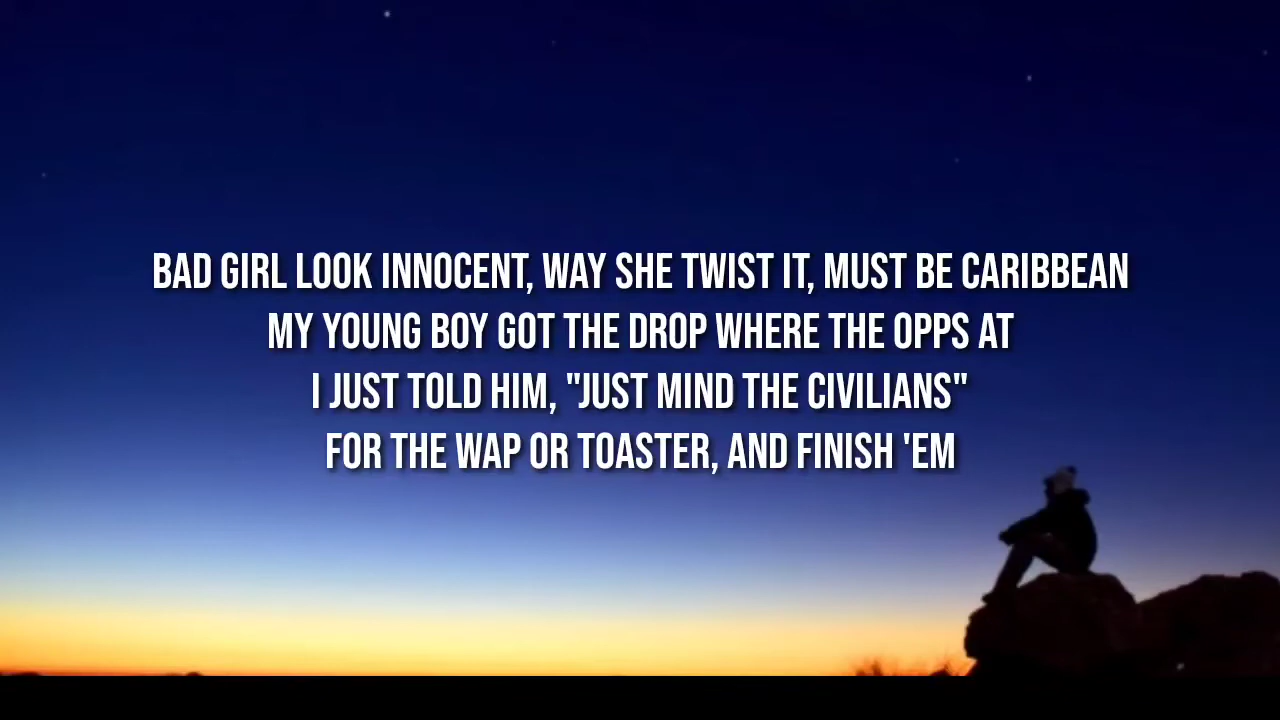 BAD GIRL LOOK INNOCENT, WAY SHE TWIST IT, MUST BE CARIBBEAN
MY YOUNG BOY GOT THE DROP WHERE THE OPPS AT
I JUST TOLD HIM, "JUST MIND THE CIVILIANS"
FOR THE WAP OR TOASTER, AND FINISH 'EM